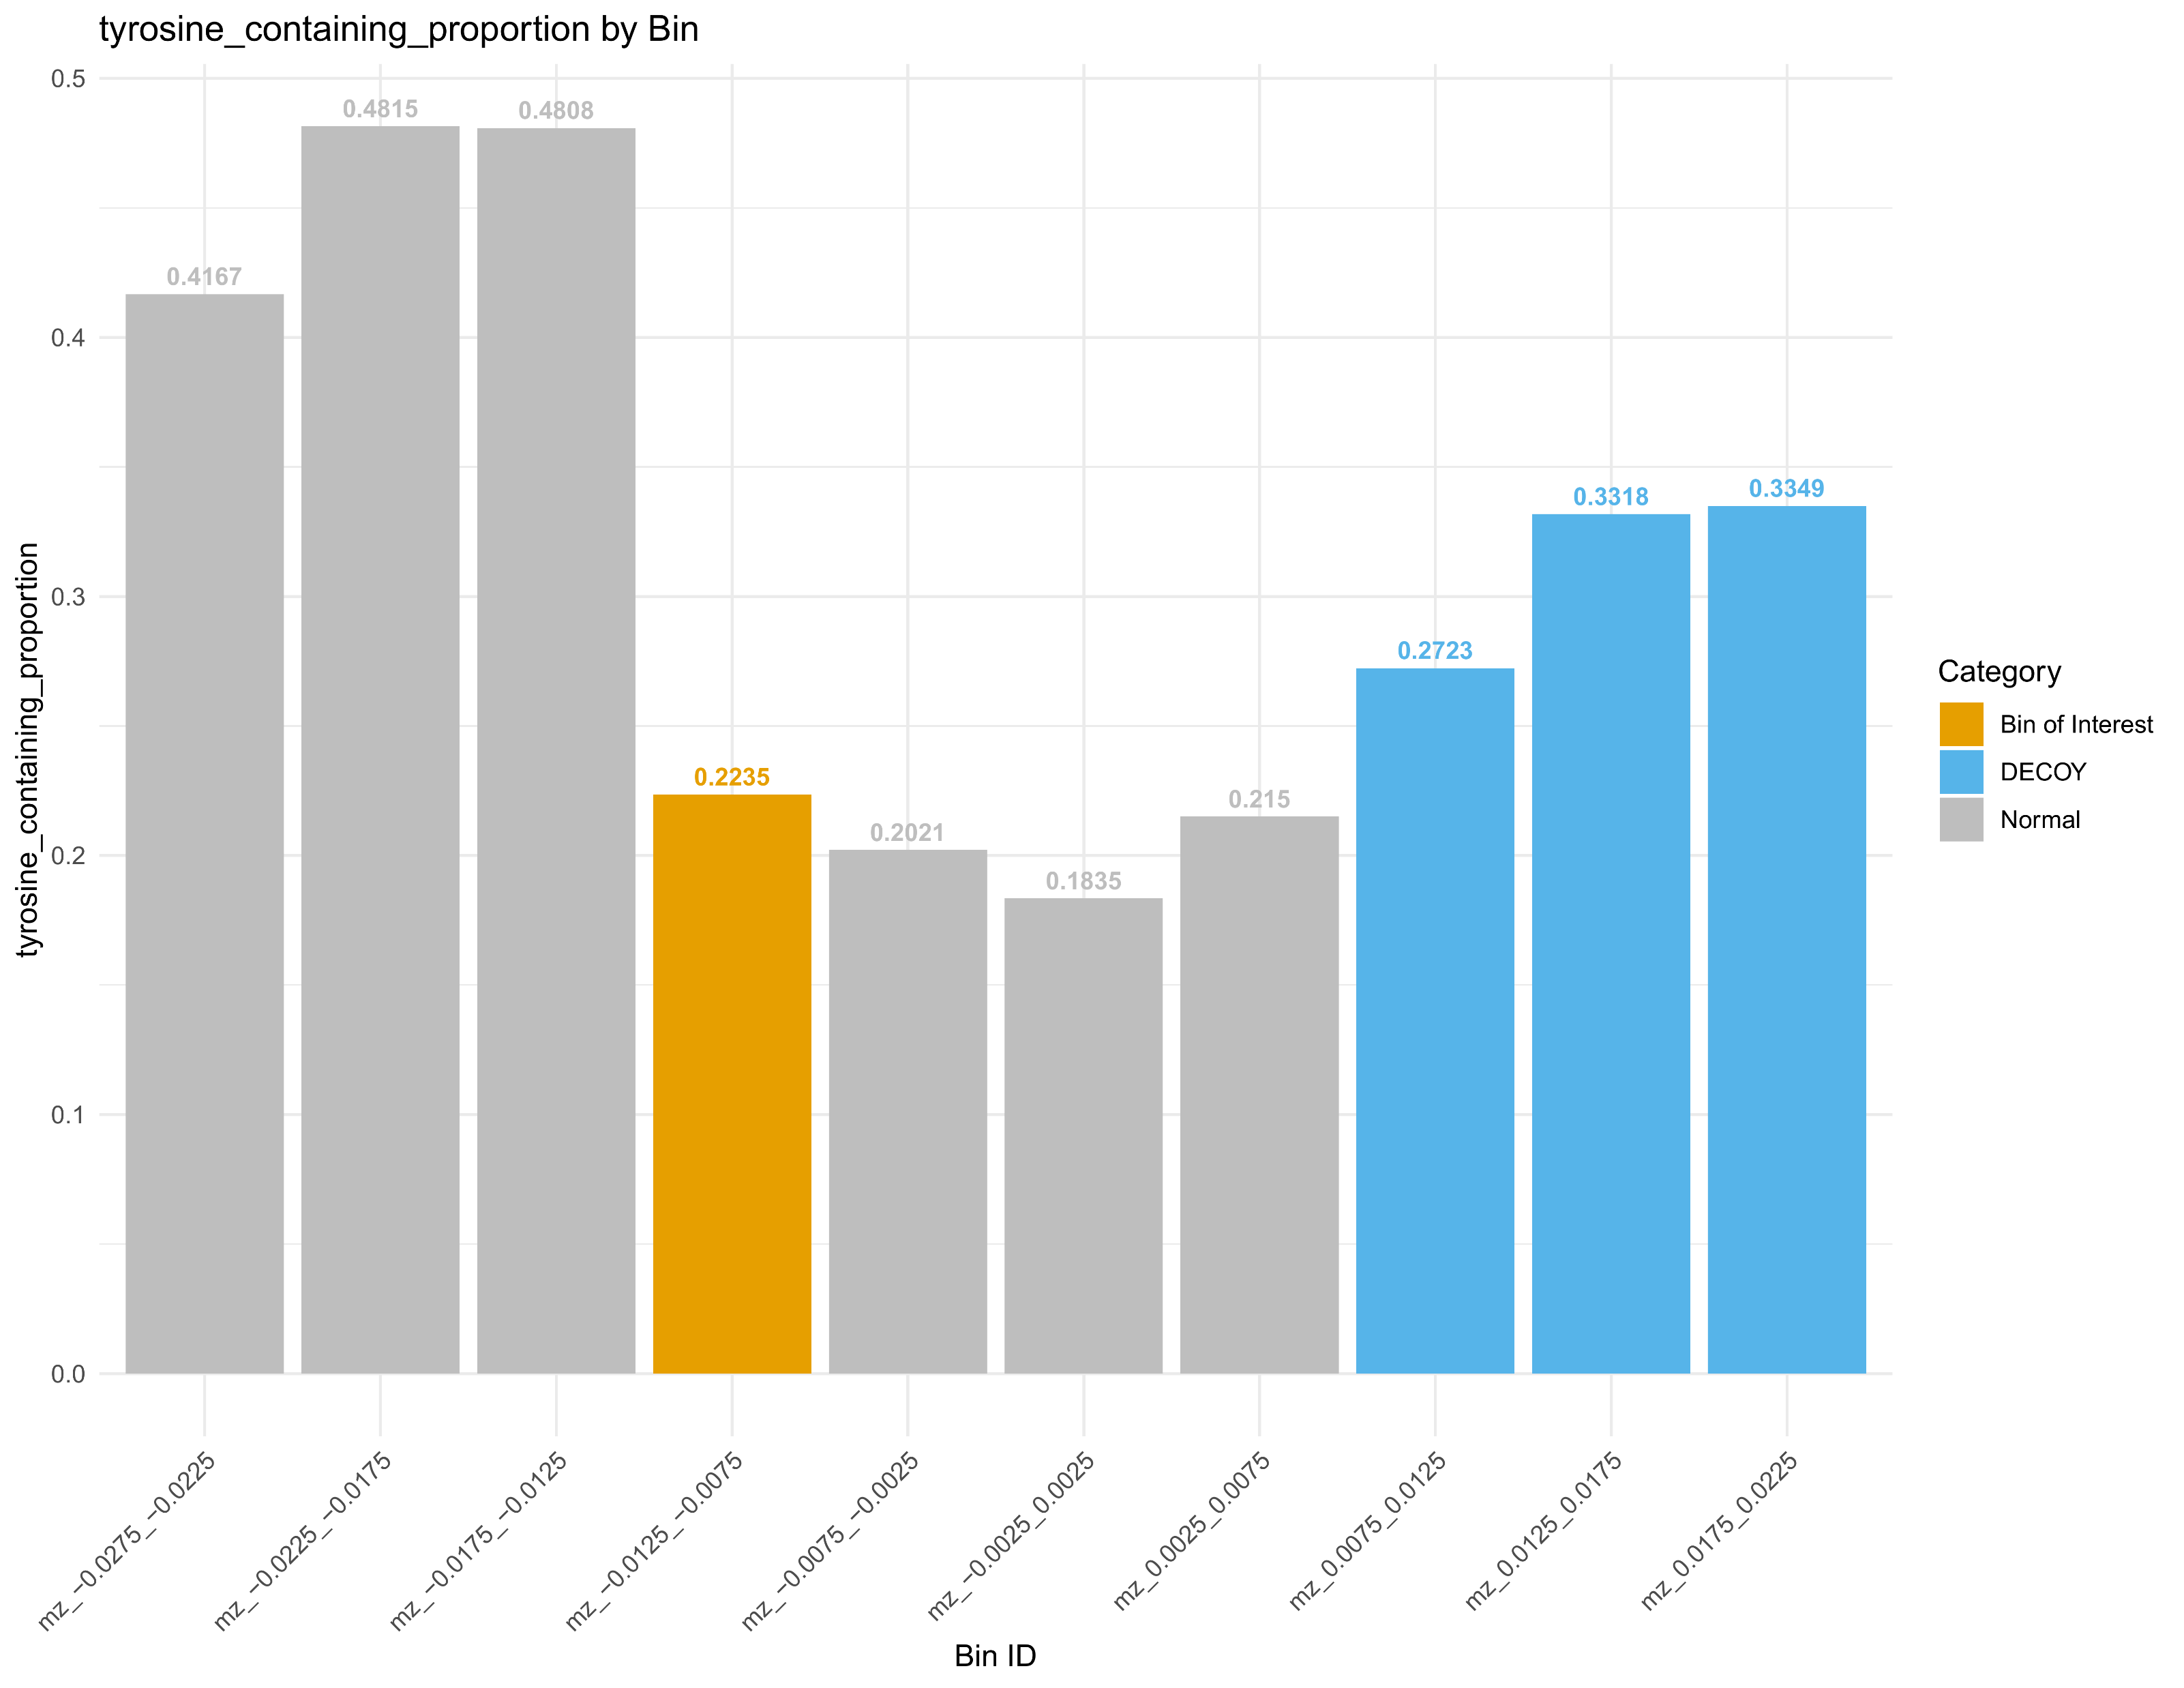 tyrosine_containing_proportion by Bin
0.5
0.4
0.3
0.2
0.1
0.0
tyrosine_containing_proportion
0.4167
0.4815
0.4808
0.2235
0.2021
0.1835
0.215
0.2723
0.3318
0.3349
mz_−0.0275_−0.0225
mz_−0.0225_−0.0175
mz_−0.0175_−0.0125
mz_−0.0125_−0.0075
mz_−0.0075_−0.0025
mz_−0.0025_0.0025
mz_0.0025_0.0075
mz_0.0075_0.0125
mz_0.0125_0.0175
mz_0.0175_0.0225
Bin ID
Category
Bin of Interest
DECOY
Normal